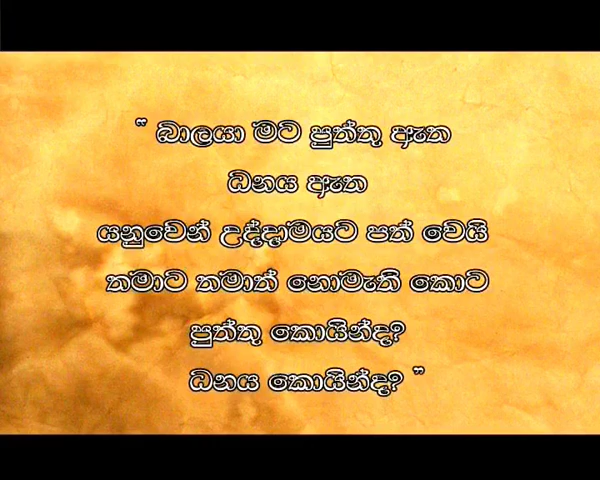 " බාලයා මට පුත්තු ඇත
ධනය ඇත
යනුවෙන් උද්දාමයට පත් වෙයි
තමාට තමාත් නොමැති කොට
පුත්තු කොයින්ද?
ධනය කොයින්ද? "